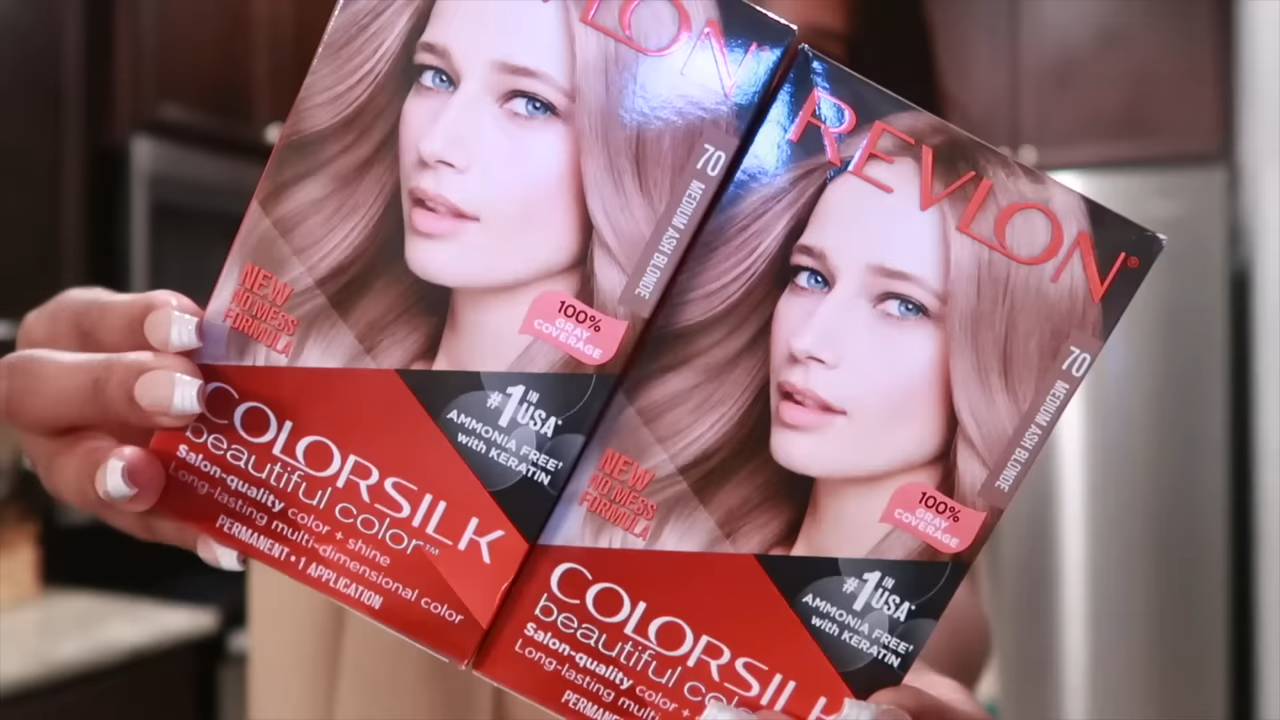 REVLON
70 MEDIUM ASH BLONDE
NEW
NO MESS
FORMULA
100%
GRAY
COVERAGE
#1 IN
USA*
AMMONIA FREE†
with KERATIN
COLORSILK
beautiful color™
Salon-quality color + shine
Long-lasting multi-dimensional color
PERMANENT • 1 APPLICATION
REVLON®
70 MEDIUM ASH BLONDE
NEW
NO MESS
FORMULA
100%
GRAY
COVERAGE
#1 IN
USA*
AMMONIA FREE†
with KERATIN
COLORSILK
beautiful colo
Salon-quality color +
Long-lasting multi
PERMANE